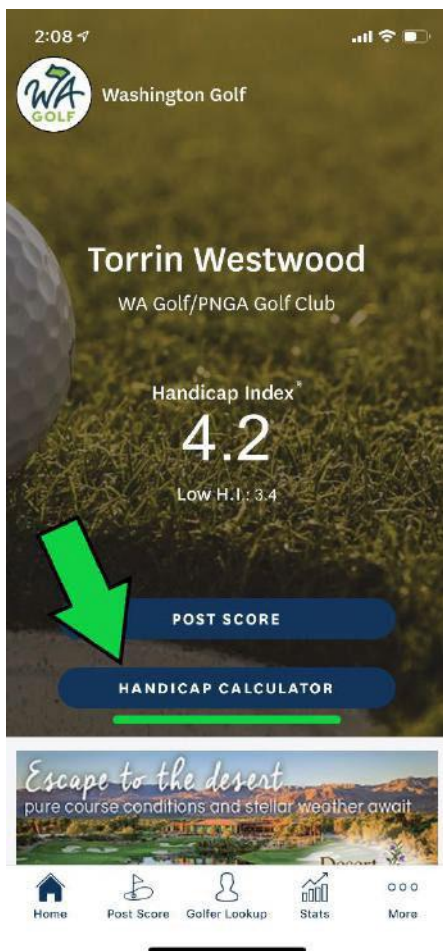 2:08
WA
GOLF
Washington Golf
Torrin Westwood
WA Golf/PNGA Golf Club
Handicap Index*
4.2
Low H.I.: 3.4
POST SCORE
HANDICAP CALCULATOR
Escape to the desert
pure course conditions and stellar weather await
Desert
Home Post Score Golfer Lookup Stats More